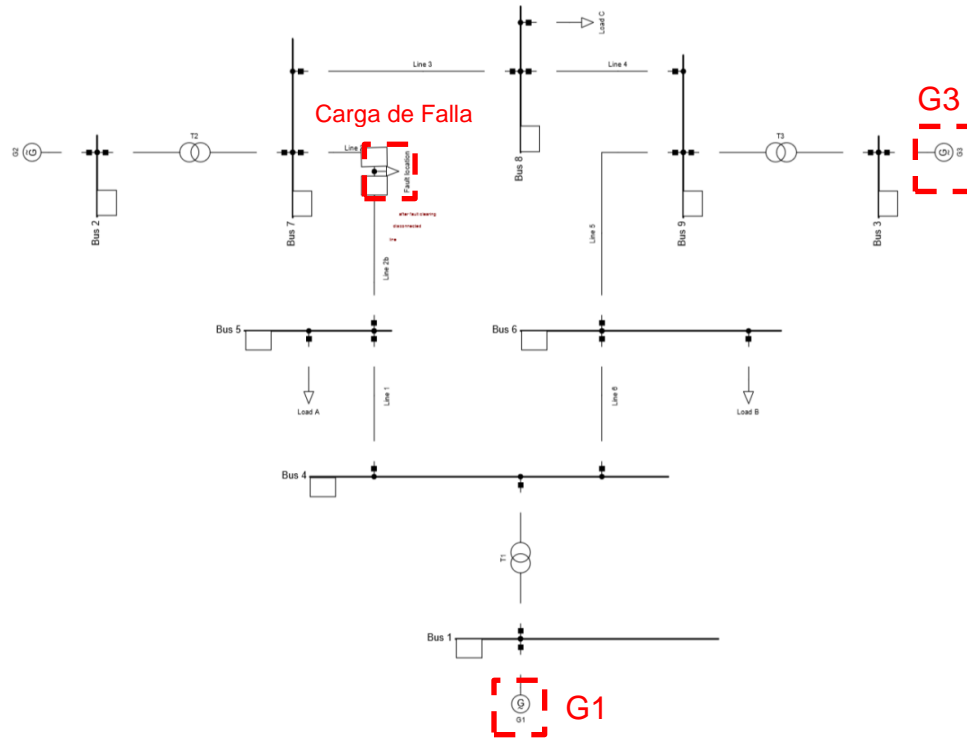 Load C
Line 3
Line 4
G3
Carga de Falla
T2
T3
G2
G
Line
Fault location
G
G3
Bus 8
Bus 2
Bus 7
after fault clearing
disconnected
line
Line 5
Bus 9
Bus 3
Line 2b
Bus 5
Bus 6
Line 1
Line 6
Load A
Load B
Bus 4
T1
Bus 1
G
G1
G1